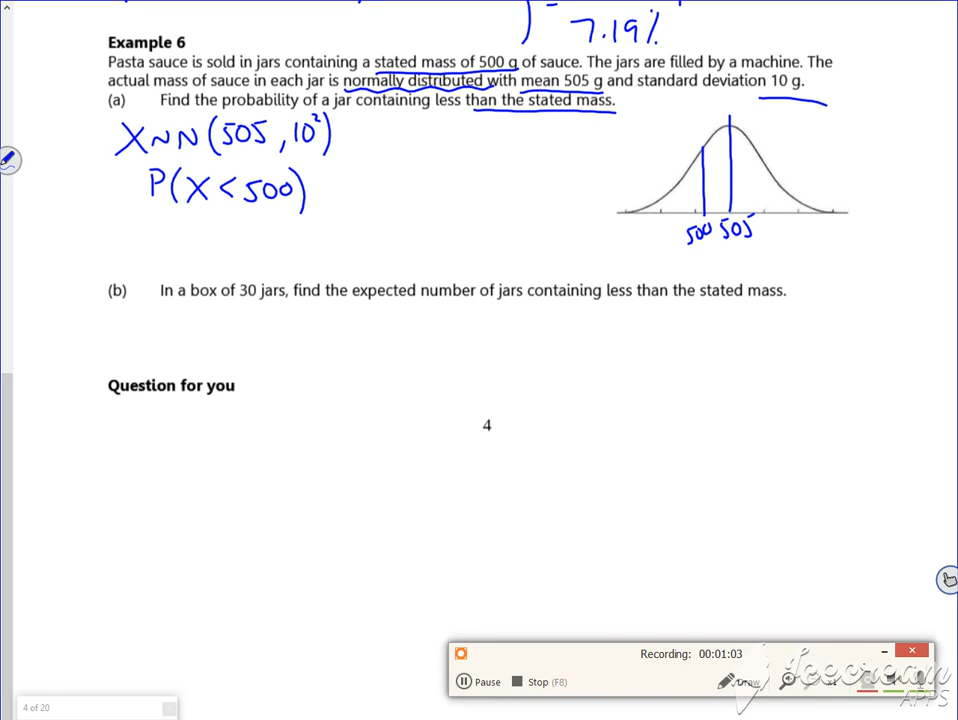 ) = 7.19%
Example 6
Pasta sauce is sold in jars containing a stated mass of 500 g of sauce. The jars are filled by a machine. The
actual mass of sauce in each jar is normally distributed with mean 505 g and standard deviation 10 g.
(a) Find the probability of a jar containing less than the stated mass.
X~N(505, 10²)
P(X < 500)
500 505
(b) In a box of 30 jars, find the expected number of jars containing less than the stated mass.
Question for you
4
Recording: 00:01:03
Pause Stop (F8) Draw x1
icecream
APPS
4 of 20